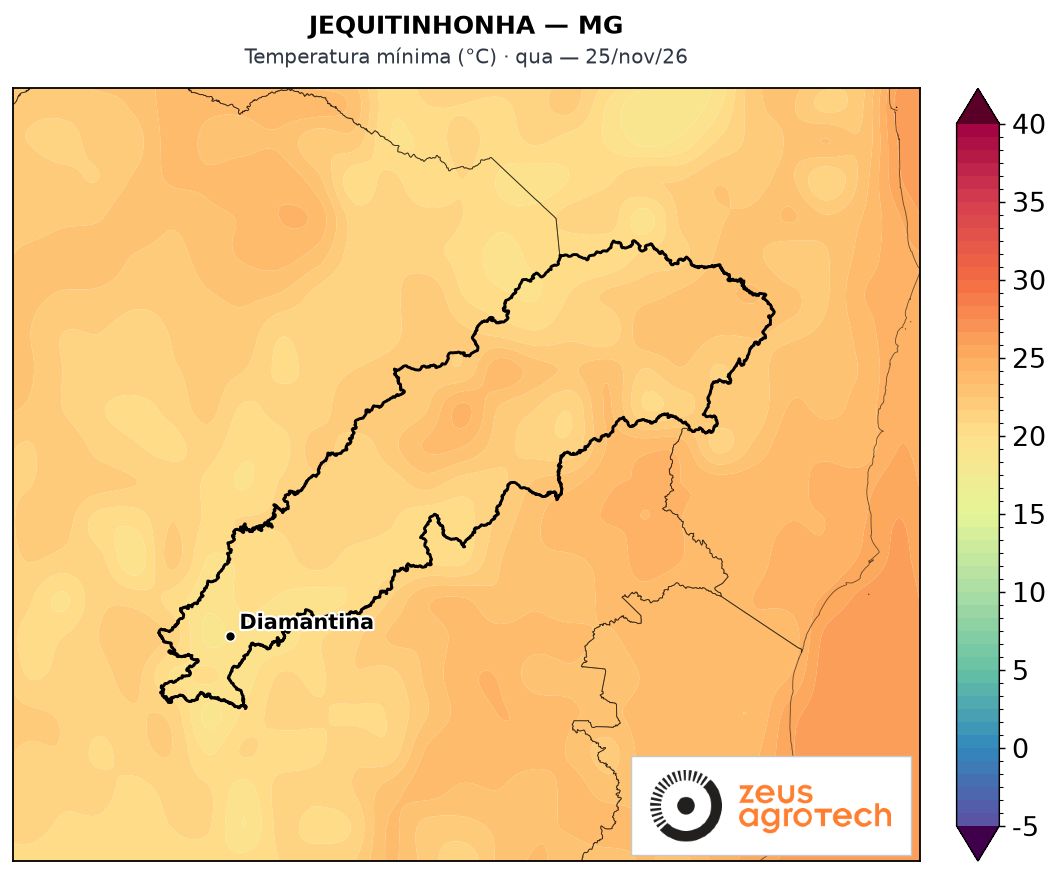 JEQUITINHONHA — MG
Temperatura mínima (°C) · qua — 25/nov/26
40
35
30
25
20
15
10
5
0
-5
Diamantina
zeus
agrotech